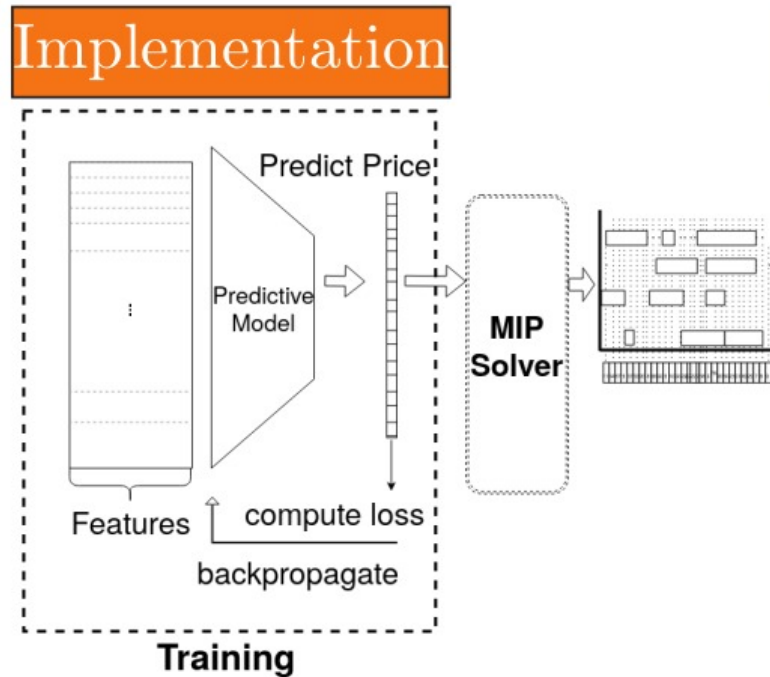 Implementation
Predict Price
Predictive
Model
MIP
Solver
Features
compute loss
backpropagate
Training